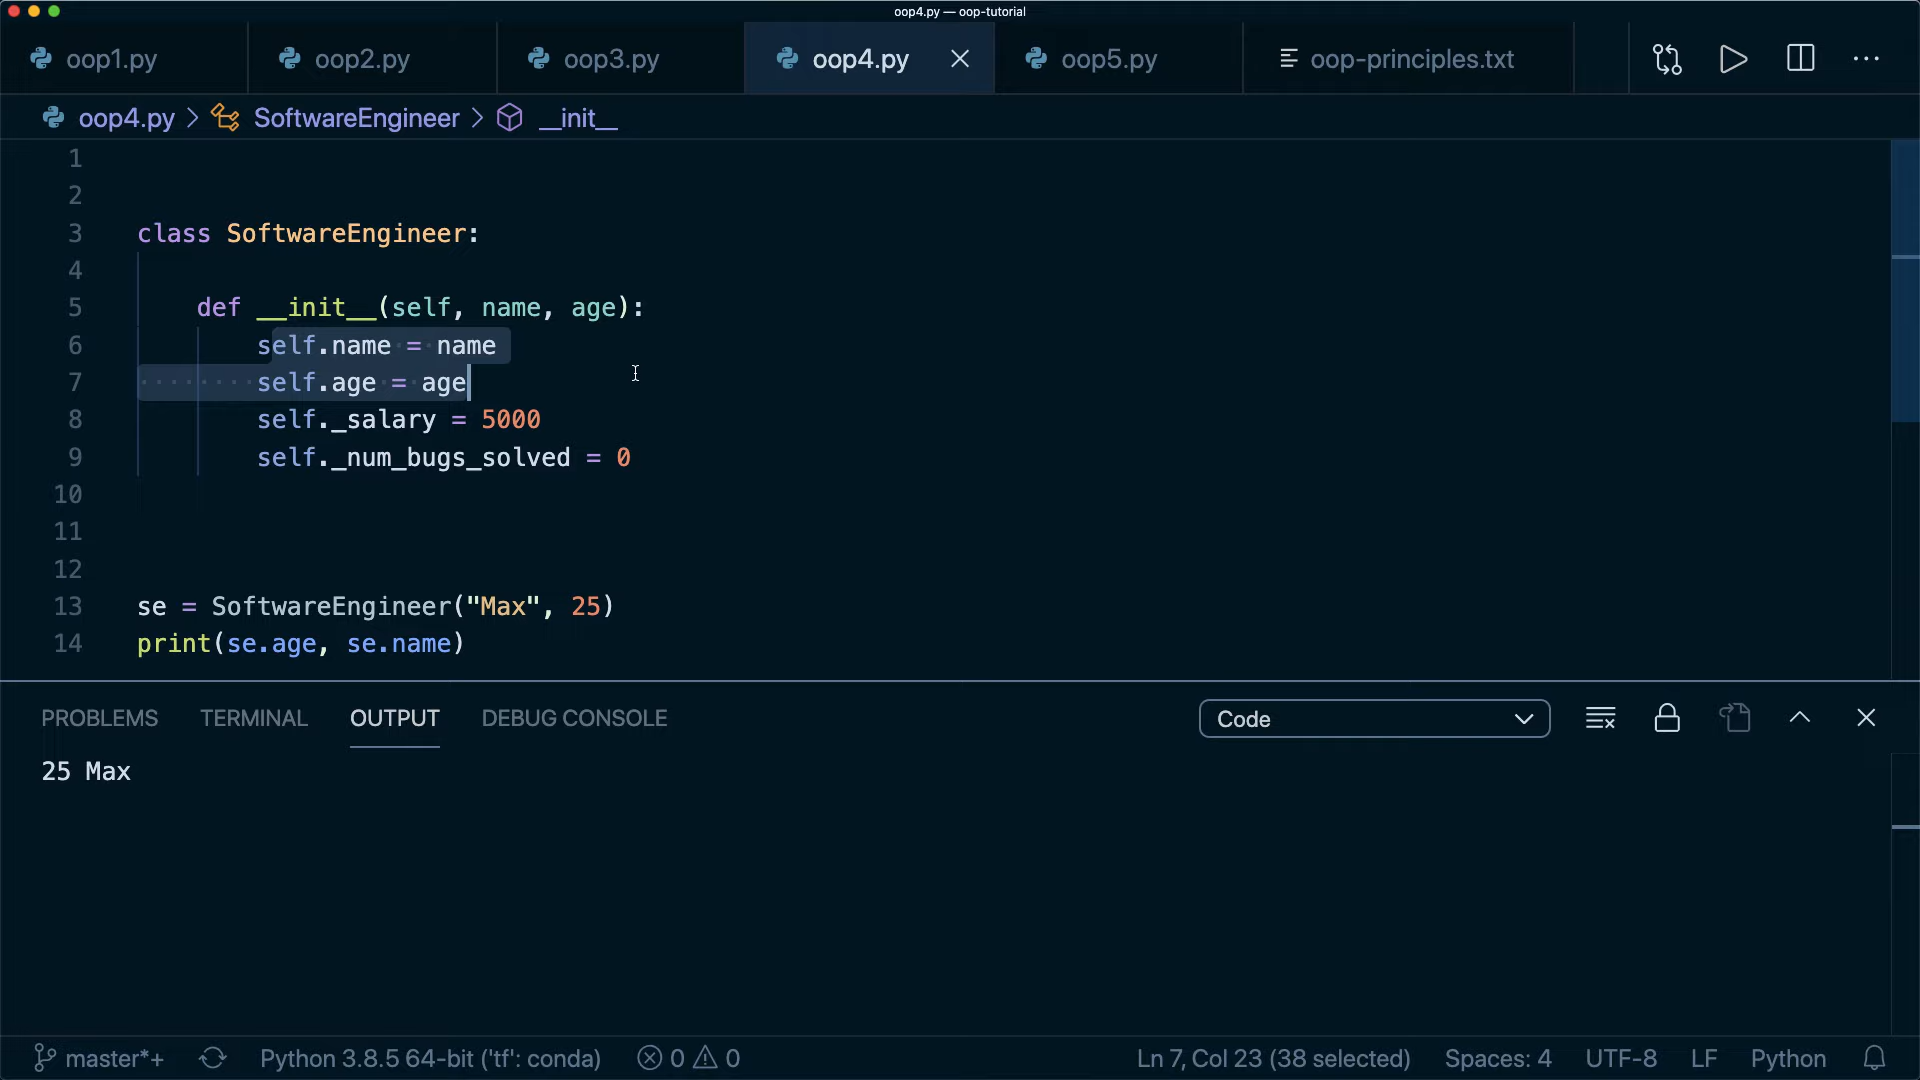 oop4.py — oop-tutorial
oop1.py oop2.py oop3.py oop4.py oop5.py oop-principles.txt
oop4.py > SoftwareEngineer > __init__
1
2
3 class SoftwareEngineer:
4
5 def __init__(self, name, age):
6 self.name = name
7 self.age = age
8 self._salary = 5000
9 self._num_bugs_solved = 0
10
11
12
13 se = SoftwareEngineer("Max", 25)
14 print(se.age, se.name)
PROBLEMS TERMINAL OUTPUT DEBUG CONSOLE Code
25 Max
master*+ Python 3.8.5 64-bit ('tf': conda) 0 0 Ln 7, Col 23 (38 selected) Spaces: 4 UTF-8 LF Python